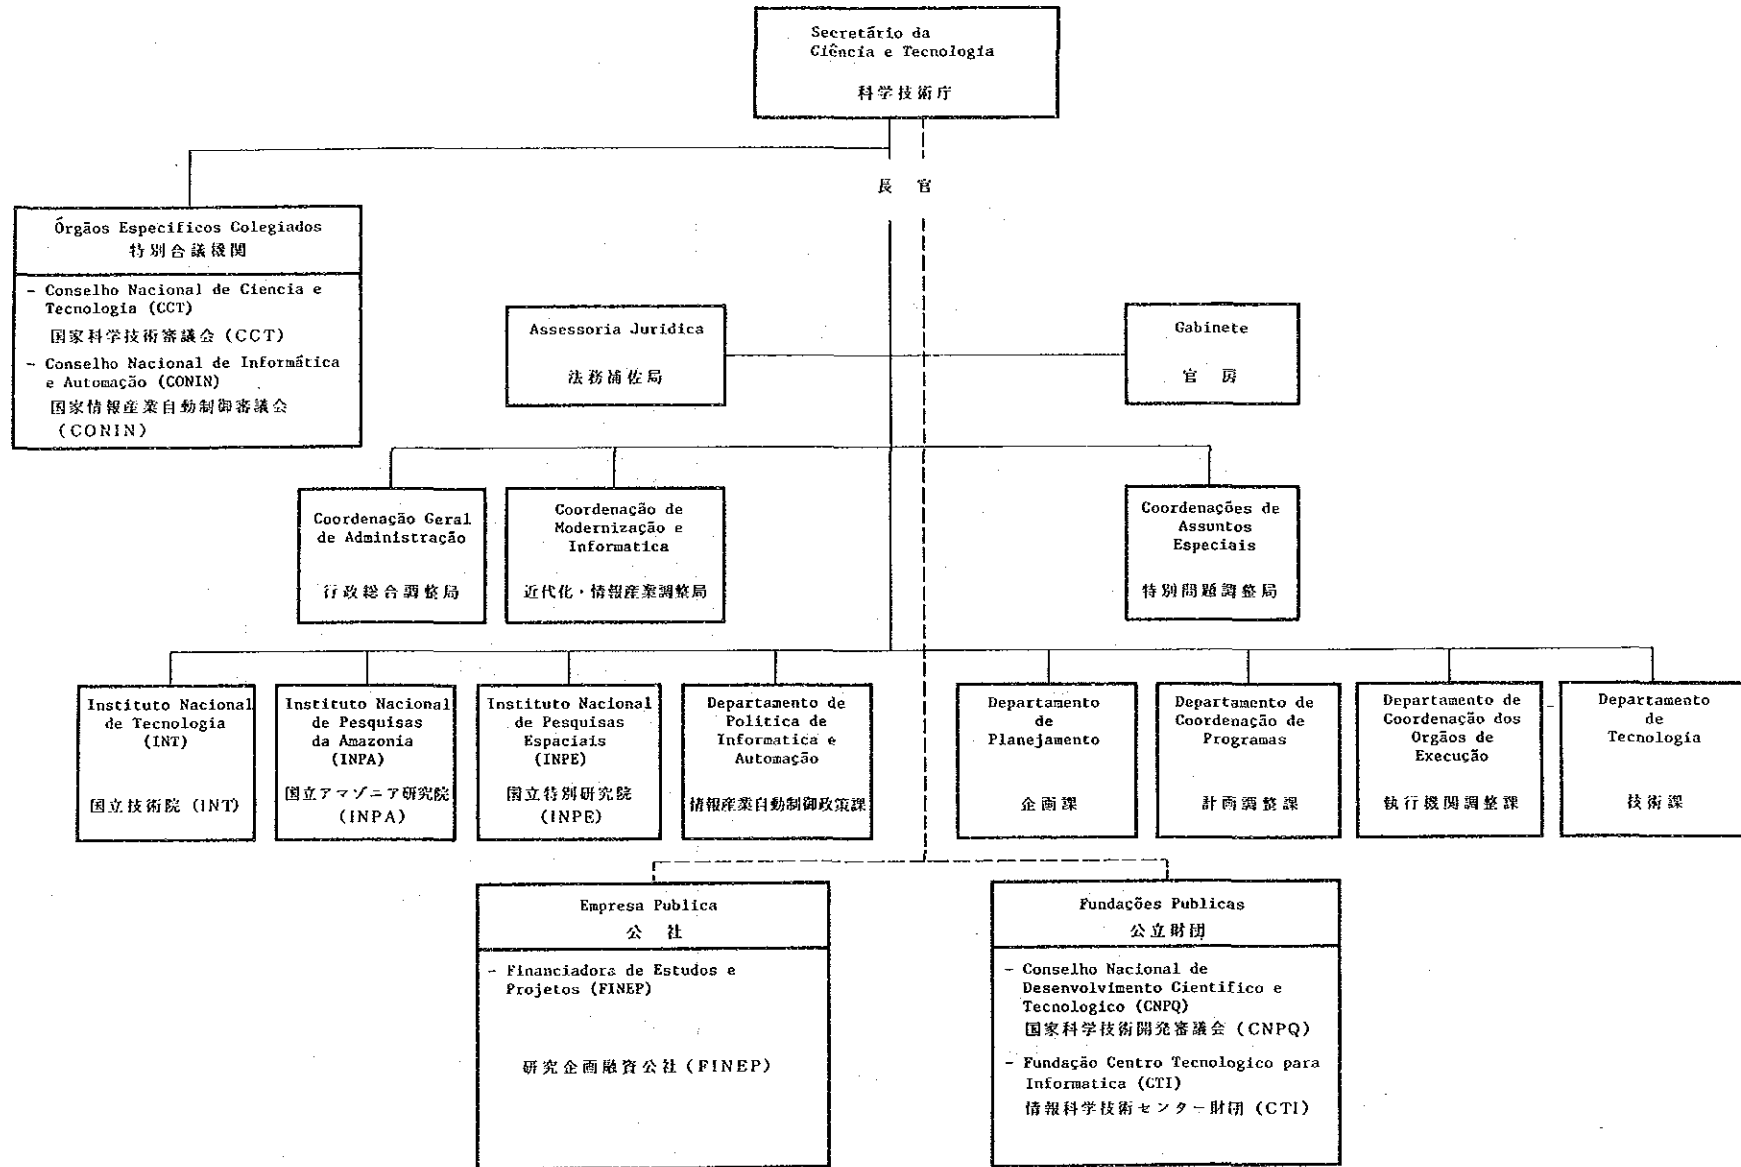 Secretário da
Ciência e Tecnologia
科学技術庁
長官
Órgãos Especificos Colegiados
特別合議機関
- Conselho Nacional de Ciencia e
Tecnologia (CCT)
国家科学技術審議会 (CCT)
- Conselho Nacional de Informática
e Automação (CONIN)
国家情報産業自動制御審議会
(CONIN)
Assessoria Jurídica
法務補佐局
Gabinete
官房
Coordenação Geral
de Administração
行政総合調整局
Coordenação de
Modernização e
Informatica
近代化・情報産業調整局
Coordenações de
Assuntos
Especiais
特別問題調整局
Instituto Nacional
de Tecnologia
(INT)
国立技術院 (INT)
Instituto Nacional
de Pesquisas
da Amazonia
(INPA)
国立アマゾニア研究院
(INPA)
Instituto Nacional
de Pesquisas
Espaciais
(INPE)
国立特別研究院
(INPE)
Departamento de
Política de
Informatica e
Automação
情報産業自動制御政策課
Departamento
de
Planejamento
企画課
Departamento de
Coordenação de
Programas
計画調整課
Departamento de
Coordenação dos
Orgãos de
Execução
執行機関調整課
Departamento
de
Tecnologia
技術課
Empresa Publica
公社
- Financiadora de Estudos e
Projetos (FINEP)
研究企画融資公社 (FINEP)
Fundações Publicas
公立財団
- Conselho Nacional de
Desenvolvimento Cientifico e
Tecnologico (CNPQ)
国家科学技術開発審議会 (CNPQ)
- Fundação Centro Tecnologico para
Informatica (CTI)
情報科学技術センター財団 (CTI)